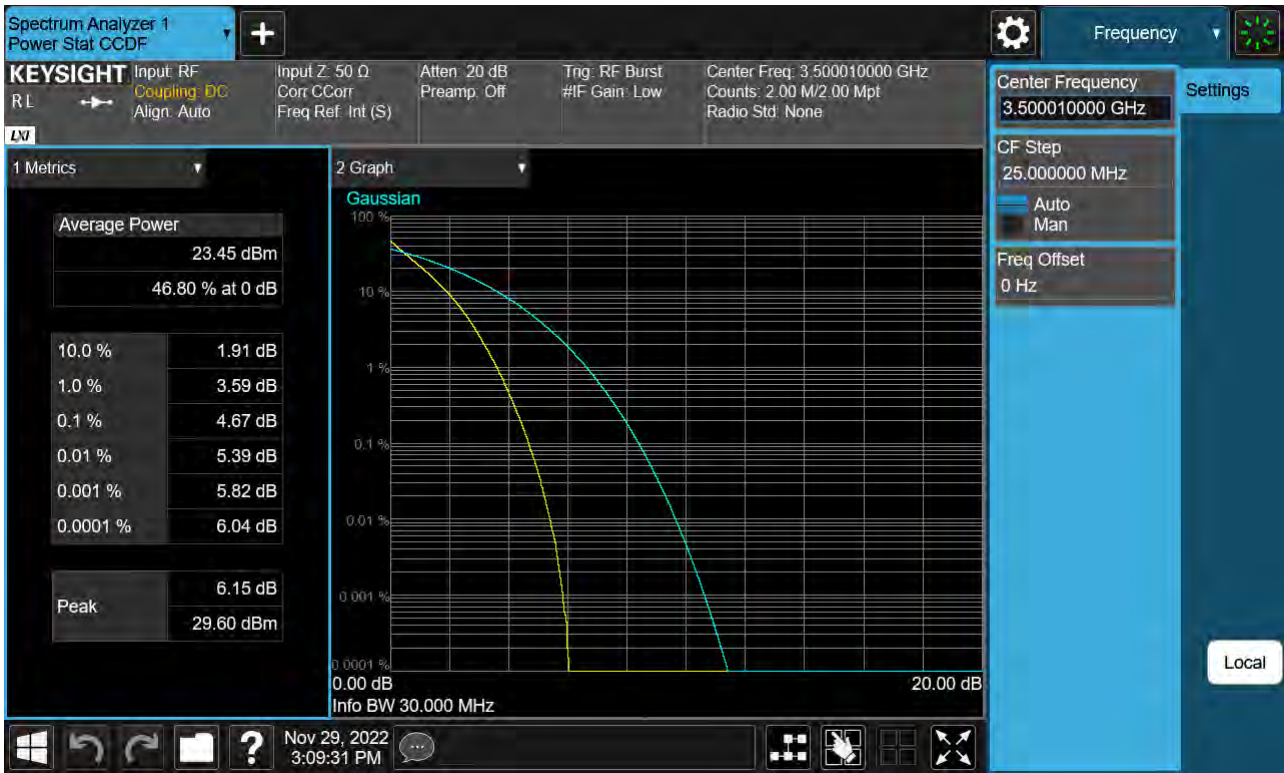 Spectrum Analyzer 1
Power Stat CCDF
Frequency
KEYSIGHT
RL
LXI
Input: RF
Coupling: DC
Align: Auto
Input Z: 50 Ω
Corr CCorr
Freq Ref: Int (S)
Atten: 20 dB
Preamp: Off
Trig: RF Burst
#IF Gain: Low
Center Freq: 3.500010000 GHz
Counts: 2.00 M/2.00 Mpt
Radio Std: None
Center Frequency
3.500010000 GHz
Settings
CF Step
25.000000 MHz
Auto
Man
Freq Offset
0 Hz
Local
1 Metrics
Average Power
23.45 dBm
46.80 % at 0 dB
10.0 % 1.91 dB
1.0 % 3.59 dB
0.1 % 4.67 dB
0.01 % 5.39 dB
0.001 % 5.82 dB
0.0001 % 6.04 dB
Peak 6.15 dB
29.60 dBm
2 Graph
Gaussian
100 %
10 %
1 %
0.1 %
0.01 %
0.001 %
0.0001 %
0.00 dB 20.00 dB
Info BW 30.000 MHz
?
Nov 29, 2022
3:09:31 PM